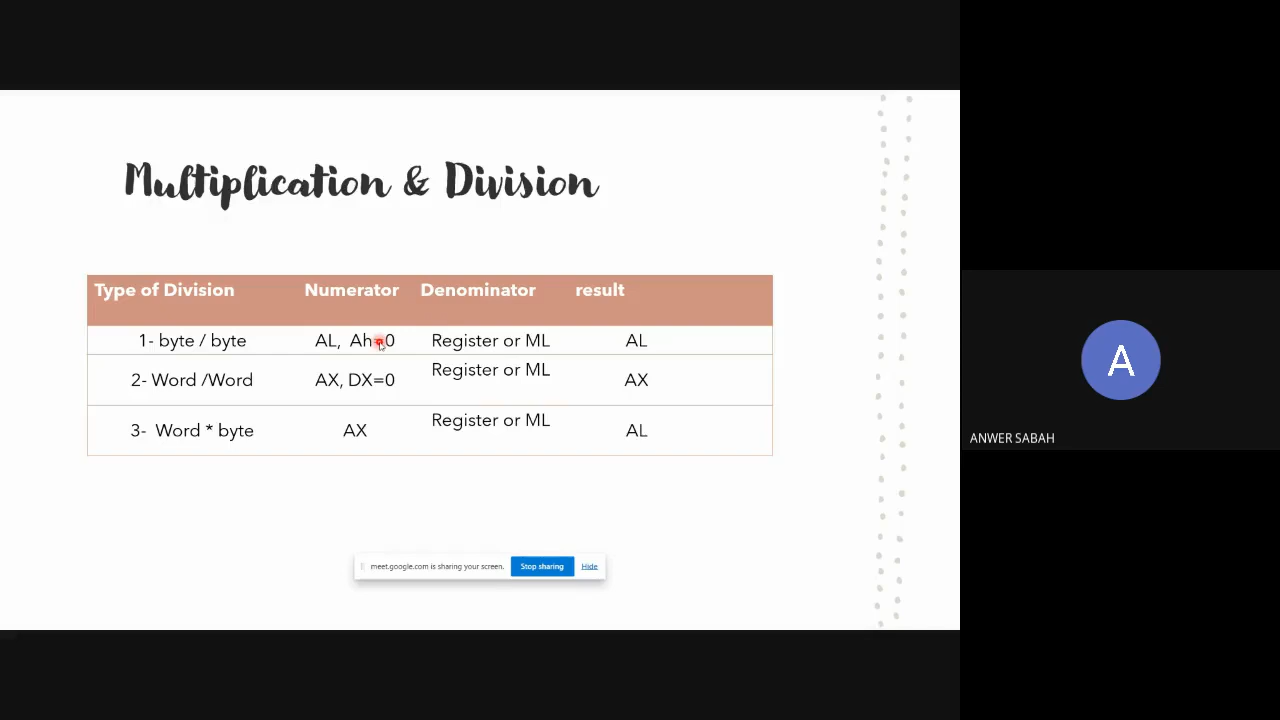 Multiplication & Division
Type of Division Numerator Denominator result
1- byte / byte AL, Ah=0 Register or ML AL
2- Word /Word AX, DX=0 Register or ML AX
3- Word * byte AX Register or ML AL
meet.google.com is sharing your screen. Stop sharing Hide
A
ANWER SABAH